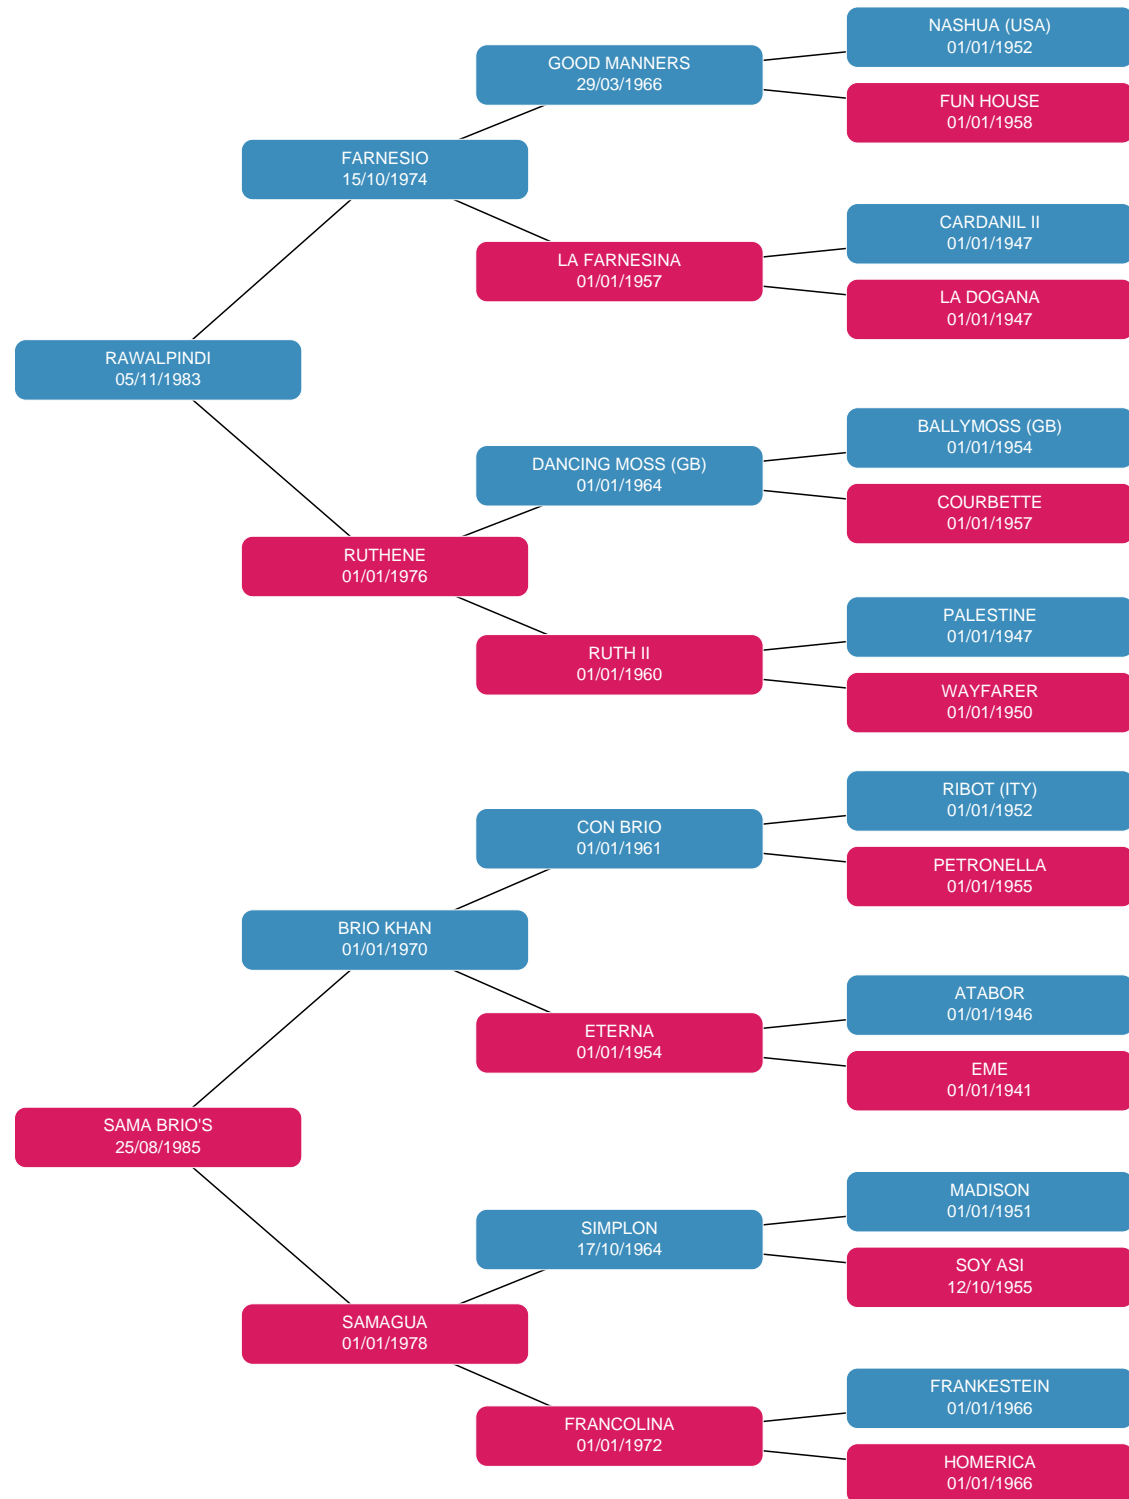 NASHUA (USA)
01/01/1952
GOOD MANNERS
29/03/1966
FUN HOUSE
01/01/1958
FARNESIO
15/10/1974
CARDANIL II
01/01/1947
LA FARNESINA
01/01/1957
LA DOGANA
01/01/1947
RAWALPINDI
05/11/1983
BALLYMOSS (GB)
01/01/1954
DANCING MOSS (GB)
01/01/1964
COURBETTE
01/01/1957
RUTHENE
01/01/1976
PALESTINE
01/01/1947
RUTH II
01/01/1960
WAYFARER
01/01/1950
RIBOT (ITY)
01/01/1952
CON BRIO
01/01/1961
PETRONELLA
01/01/1955
BRIO KHAN
01/01/1970
ATABOR
01/01/1946
ETERNA
01/01/1954
EME
01/01/1941
SAMA BRIO'S
25/08/1985
MADISON
01/01/1951
SIMPLON
17/10/1964
SOY ASI
12/10/1955
SAMAGUA
01/01/1978
FRANKESTEIN
01/01/1966
FRANCOLINA
01/01/1972
HOMERICA
01/01/1966